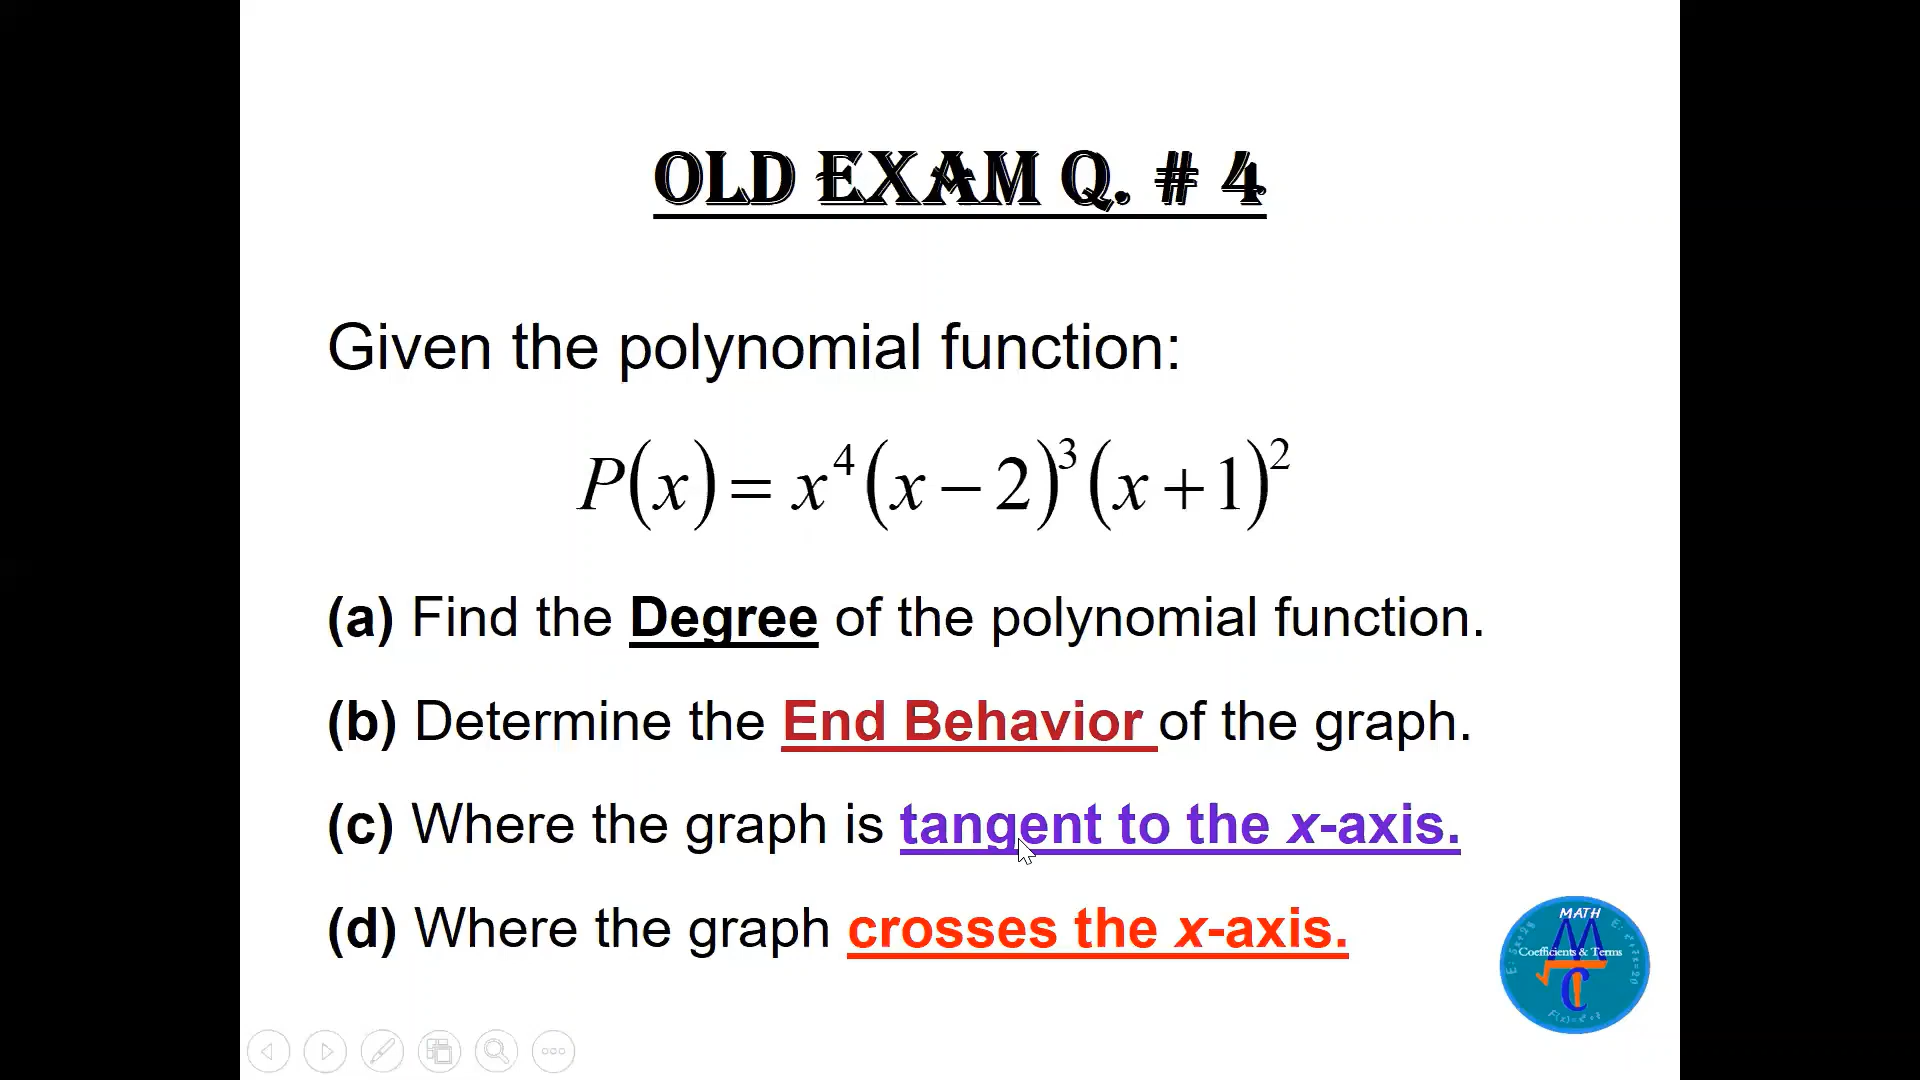 OLD EXAM Q. # 4
Given the polynomial function:
P(x) = x⁴(x − 2)³(x + 1)²
(a) Find the Degree of the polynomial function.
(b) Determine the End Behavior of the graph.
(c) Where the graph is tangent to the x-axis.
(d) Where the graph crosses the x-axis.
MATH
Coefficients & Terms